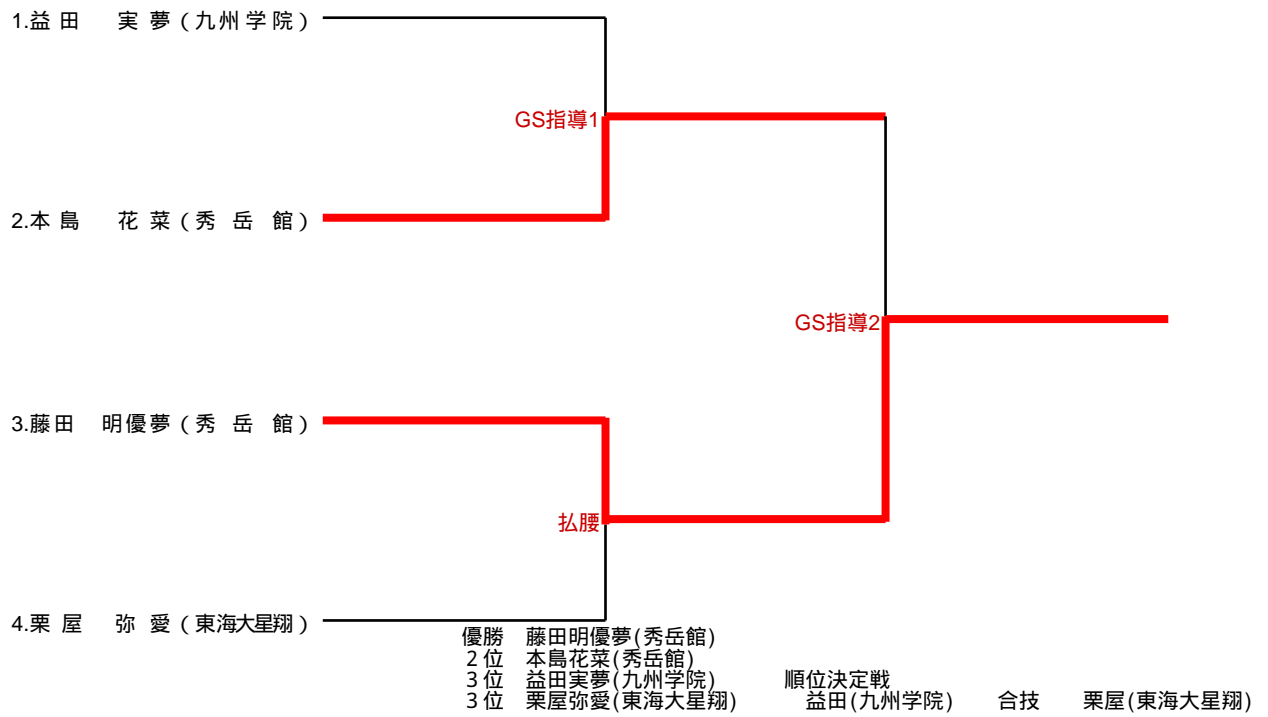 1.益田 実夢(九州学院)
GS指導1
2.本島 花菜(秀岳館)
GS指導2
3.藤田 明優夢(秀岳館)
払腰
4.栗屋 弥愛(東海大星翔)
優勝 藤田明優夢(秀岳館)
2位 本島花菜(秀岳館)
3位 益田実夢(九州学院) 順位決定戦
3位 栗屋弥愛(東海大星翔) 益田(九州学院) 合技 栗屋(東海大星翔)